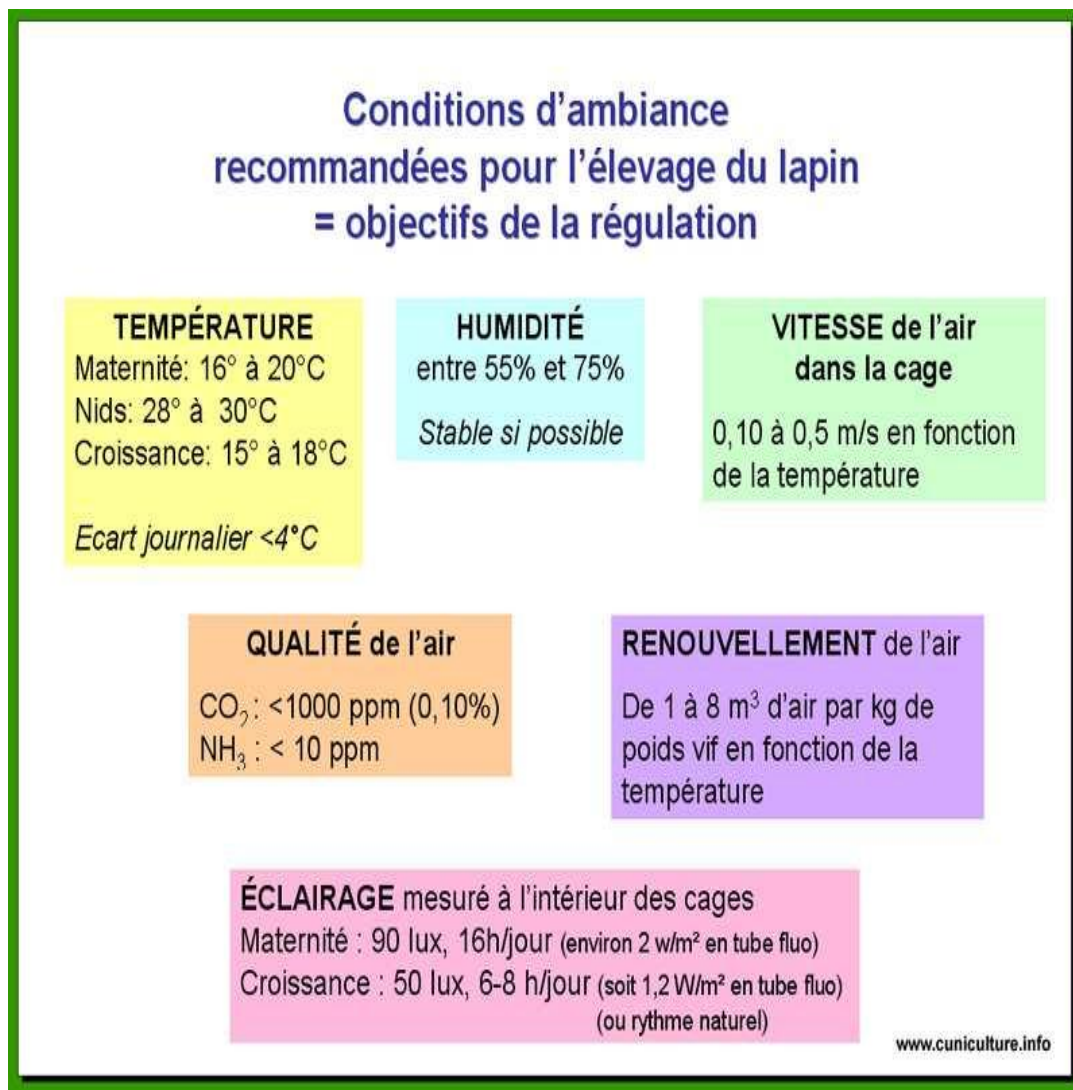 Conditions d'ambiance
recommandées pour l'élevage du lapin
= objectifs de la régulation
TEMPÉRATURE
Maternité: 16° à 20°C
Nids: 28° à 30°C
Croissance: 15° à 18°C
Ecart journalier <4°C
HUMIDITÉ
entre 55% et 75%
Stable si possible
VITESSE de l'air
dans la cage
0,10 à 0,5 m/s en fonction
de la température
QUALITÉ de l'air
CO₂ : <1000 ppm (0,10%)
NH₃ : < 10 ppm
RENOUVELLEMENT de l'air
De 1 à 8 m³ d'air par kg de
poids vif en fonction de la
température
ÉCLAIRAGE mesuré à l'intérieur des cages
Maternité : 90 lux, 16h/jour (environ 2 w/m² en tube fluo)
Croissance : 50 lux, 6-8 h/jour (soit 1,2 W/m² en tube fluo)
(ou rythme naturel)
www.cuniculture.info